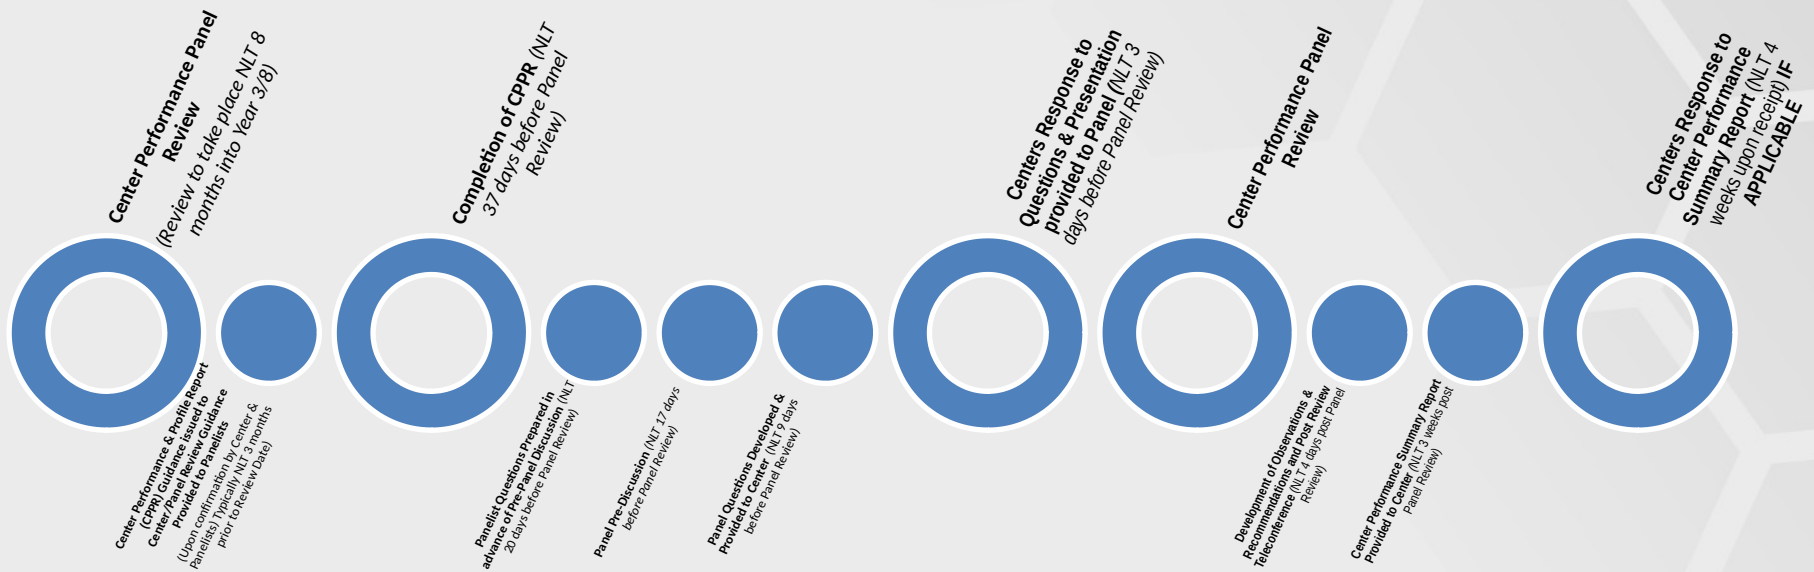 Center Performance Panel
Review
(Review to take place NLT 8
months into Year 3/8)
Center Performance & Profile Report
(CPPR) Guidance issued to
Center/Panel Review Guidance
Provided to Panelists
(Upon confirmation by Center &
Panelists) Typically NLT 3 months
prior to Review Date)
Completion of CPPR (NLT
37 days before Panel
Review)
Panelist Questions Prepared in
advance of Pre-Panel Discussion (NLT
20 days before Panel Review)
Panel Pre-Discussion (NLT 17 days
before Panel Review)
Panel Questions Developed &
Provided to Center (NLT 9 days
before Panel Review)
Centers Response to
Questions & Presentation
provided to Panel (NLT 3
days before Panel Review)
Center Performance Panel
Review
Development of Observations &
Recommendations and Post Review
Teleconference (NLT 4 days post Panel
Review)
Center Performance Summary Report
Provided to Center (NLT 3 weeks post
Panel Review)
Centers Response to
Center Performance
Summary Report (NLT 4
weeks upon receipt) IF
APPLICABLE